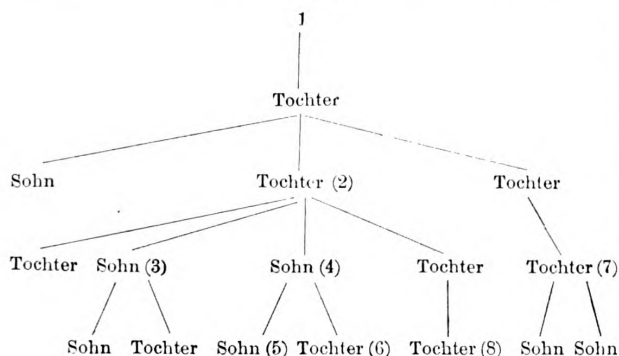 1
Tochter
Sohn Tochter (2) Tochter
Tochter Sohn (3) Sohn (4) Tochter Tochter (7)
Sohn Tochter Sohn (5) Tochter (6) Tochter (8) Sohn Sohn